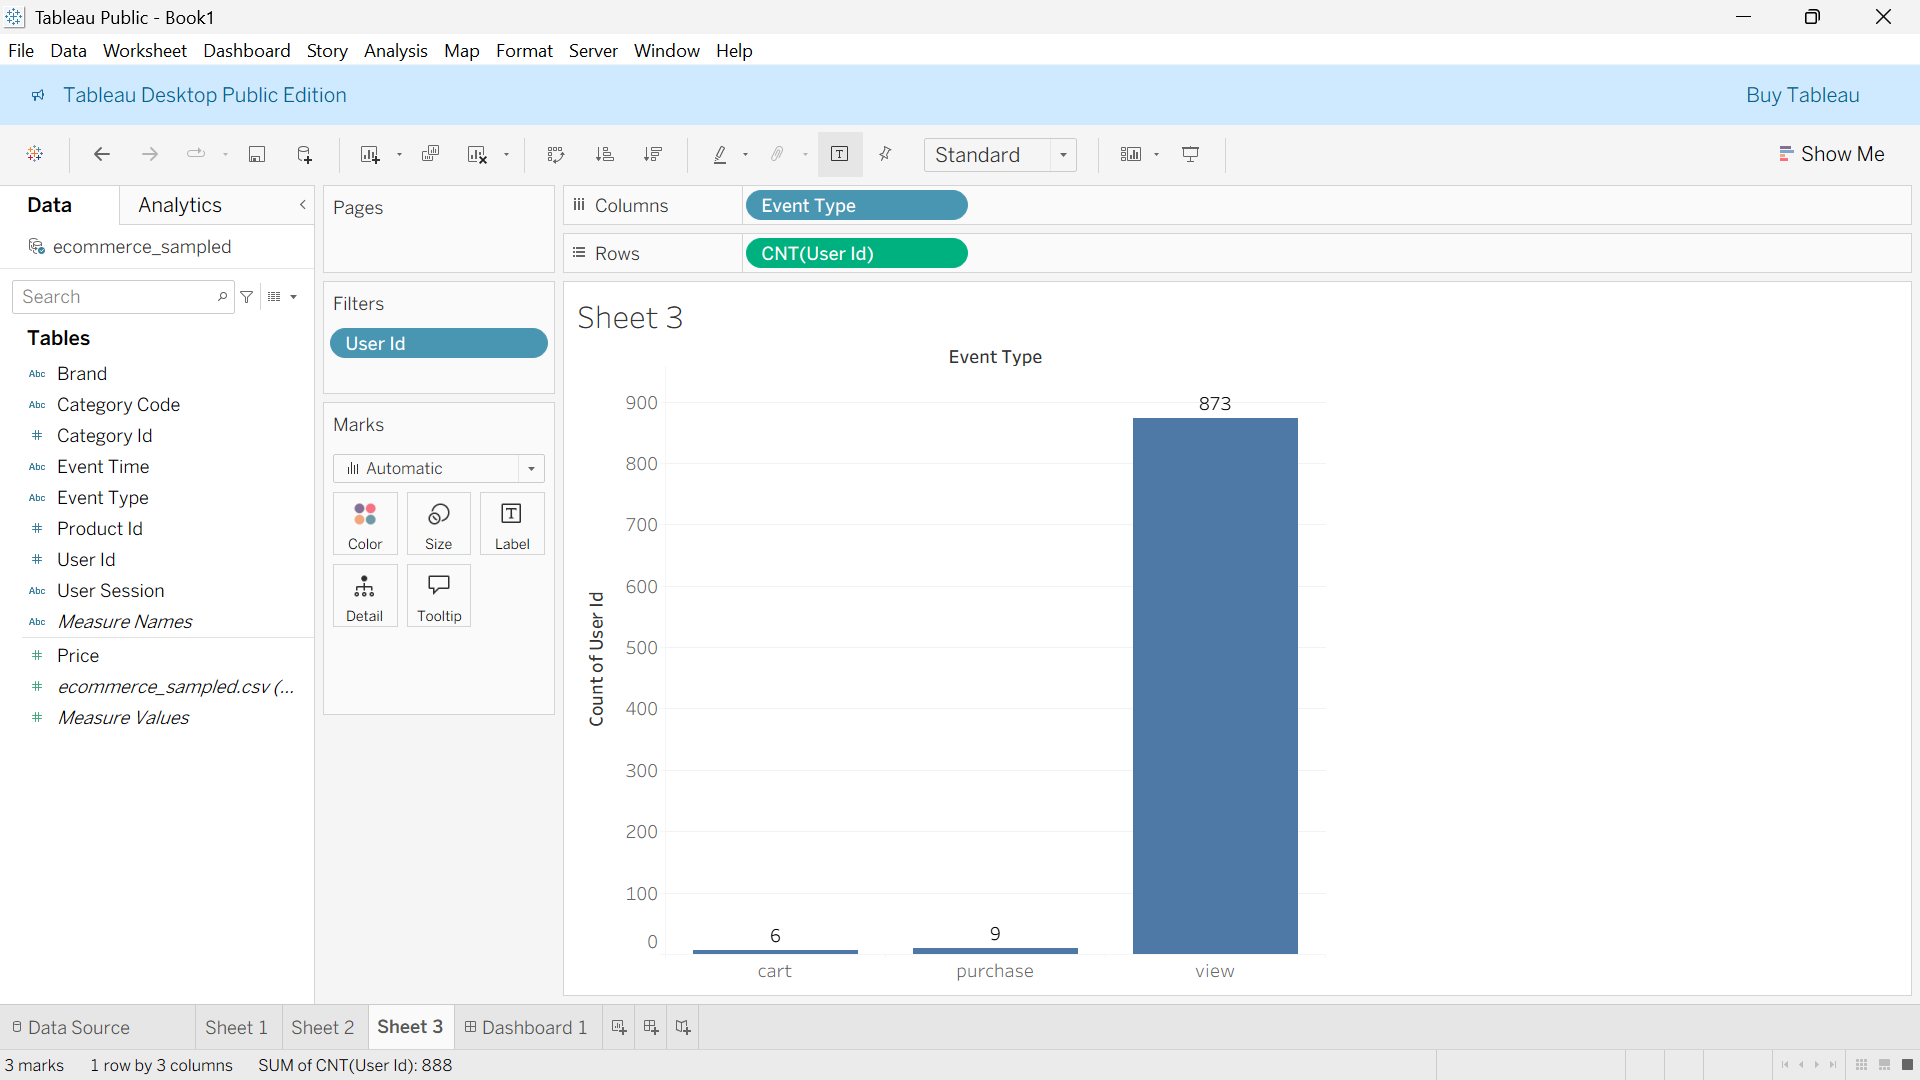 Tableau Public - Book1
File Data Worksheet Dashboard Story Analysis Map Format Server Window Help
Tableau Desktop Public Edition
Buy Tableau
Standard
Show Me
Data
Analytics
ecommerce_sampled
Search
Tables
Abc Brand
Abc Category Code
# Category Id
Abc Event Time
Abc Event Type
# Product Id
# User Id
Abc User Session
Abc Measure Names
# Price
# ecommerce_sampled.csv (...
# Measure Values
Pages
Filters
User Id
Marks
Automatic
Color Size Label
Detail Tooltip
Columns Event Type
Rows CNT(User Id)
Sheet 3
Event Type
Count of User Id
900
800
700
600
500
400
300
200
100
0
6
9
873
cart purchase view
Data Source Sheet 1 Sheet 2 Sheet 3 Dashboard 1
3 marks 1 row by 3 columns SUM of CNT(User Id): 888